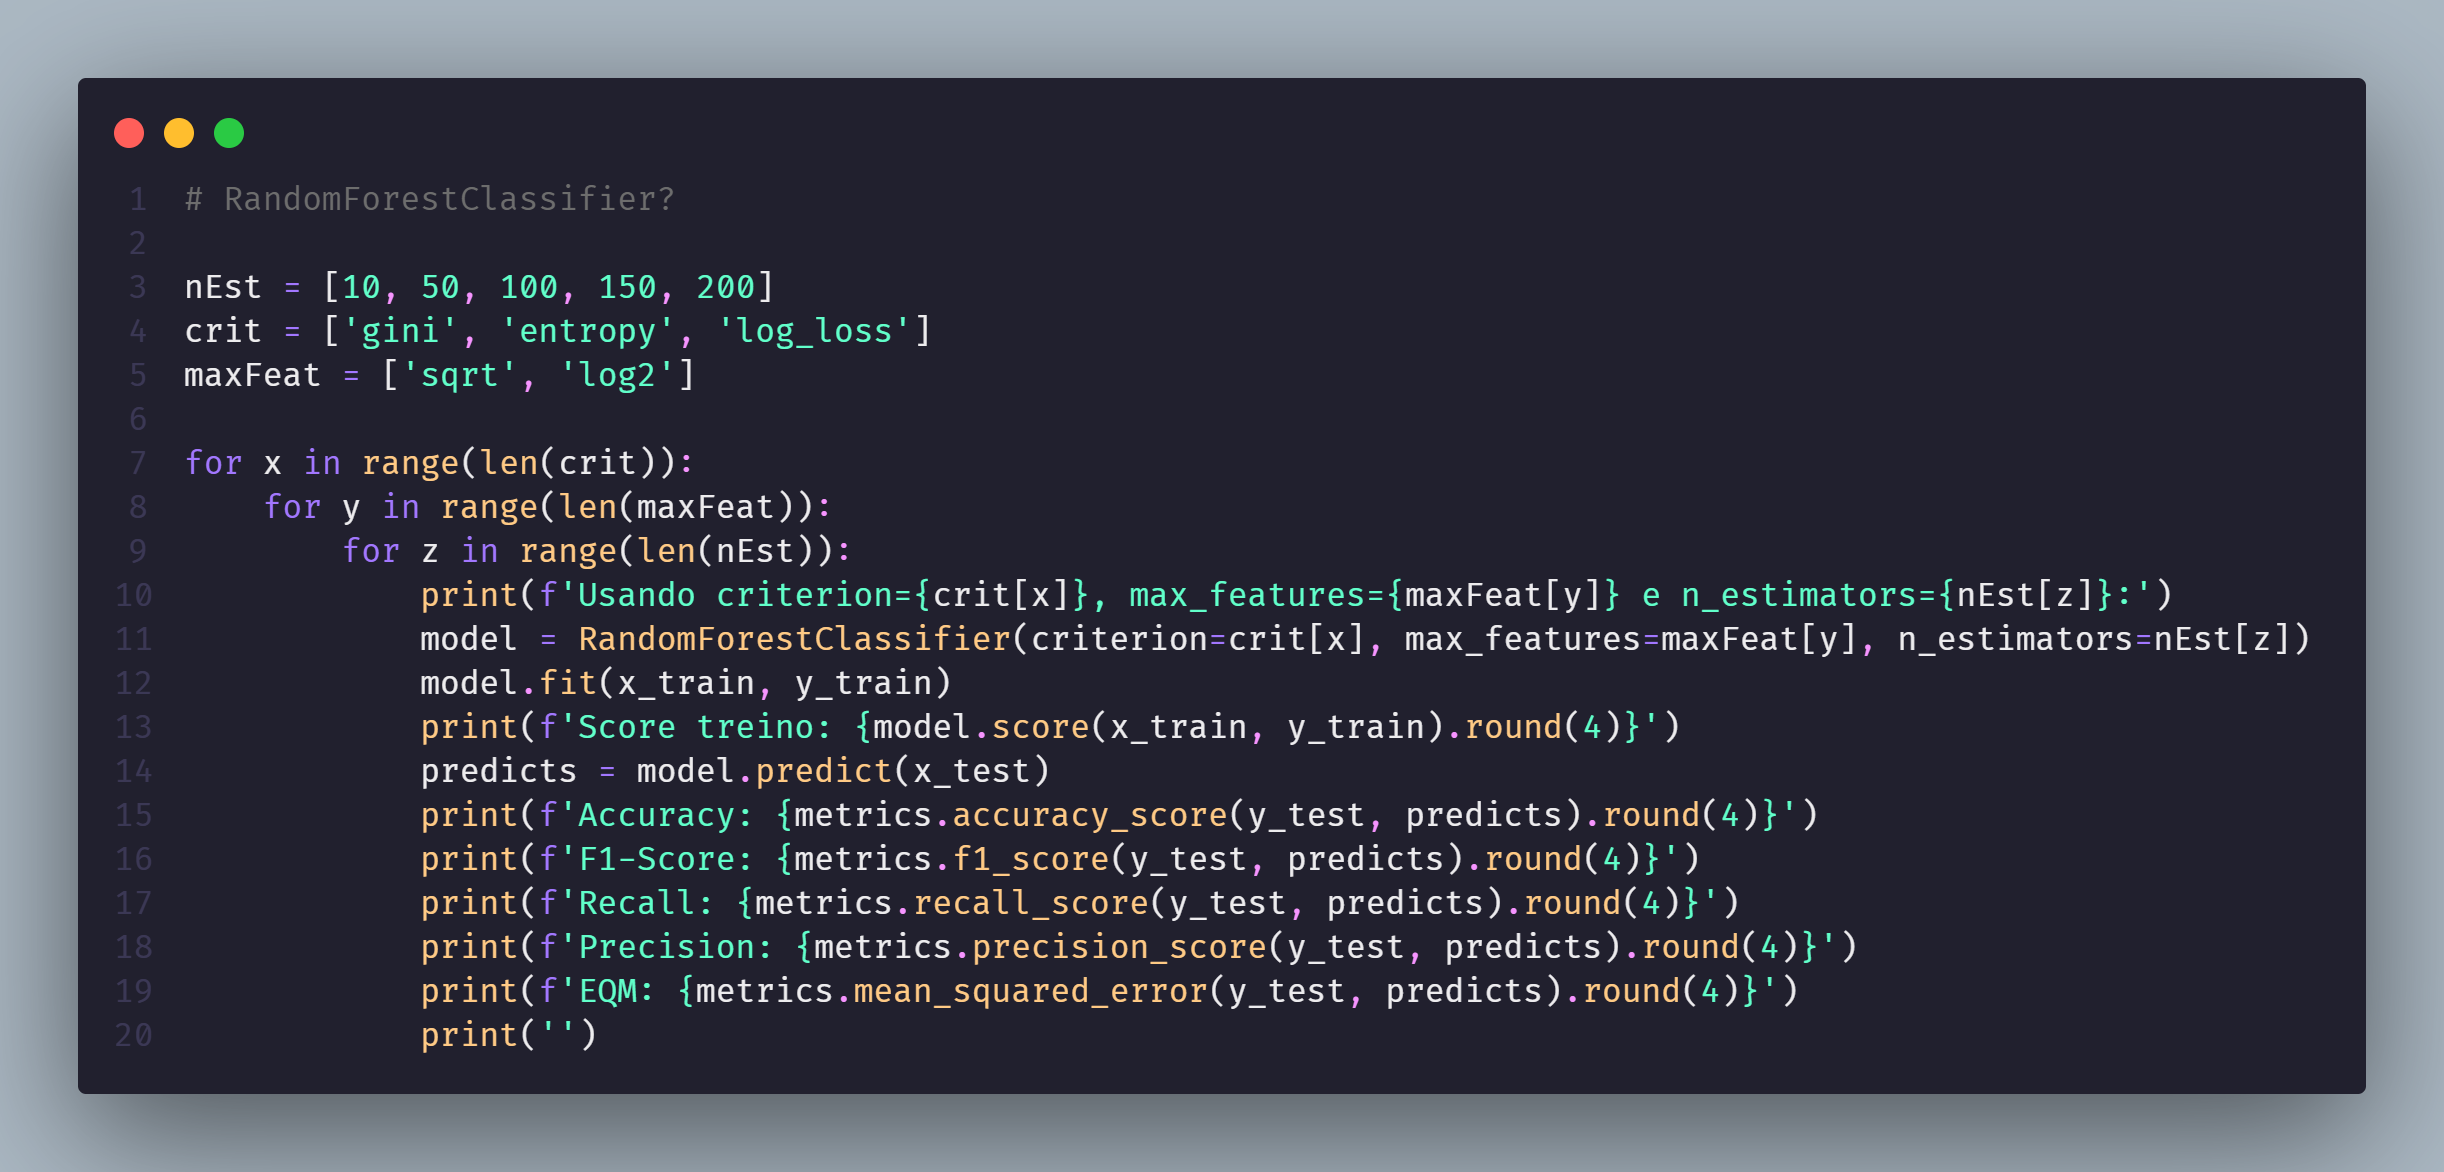 1 # RandomForestClassifier?
2
3 nEst = [10, 50, 100, 150, 200]
4 crit = ['gini', 'entropy', 'log_loss']
5 maxFeat = ['sqrt', 'log2']
6
7 for x in range(len(crit)):
8     for y in range(len(maxFeat)):
9         for z in range(len(nEst)):
10             print(f'Usando criterion={crit[x]}, max_features={maxFeat[y]} e n_estimators={nEst[z]}:')
11             model = RandomForestClassifier(criterion=crit[x], max_features=maxFeat[y], n_estimators=nEst[z])
12             model.fit(x_train, y_train)
13             print(f'Score treino: {model.score(x_train, y_train).round(4)}')
14             predicts = model.predict(x_test)
15             print(f'Accuracy: {metrics.accuracy_score(y_test, predicts).round(4)}')
16             print(f'F1-Score: {metrics.f1_score(y_test, predicts).round(4)}')
17             print(f'Recall: {metrics.recall_score(y_test, predicts).round(4)}')
18             print(f'Precision: {metrics.precision_score(y_test, predicts).round(4)}')
19             print(f'EQM: {metrics.mean_squared_error(y_test, predicts).round(4)}')
20             print('')